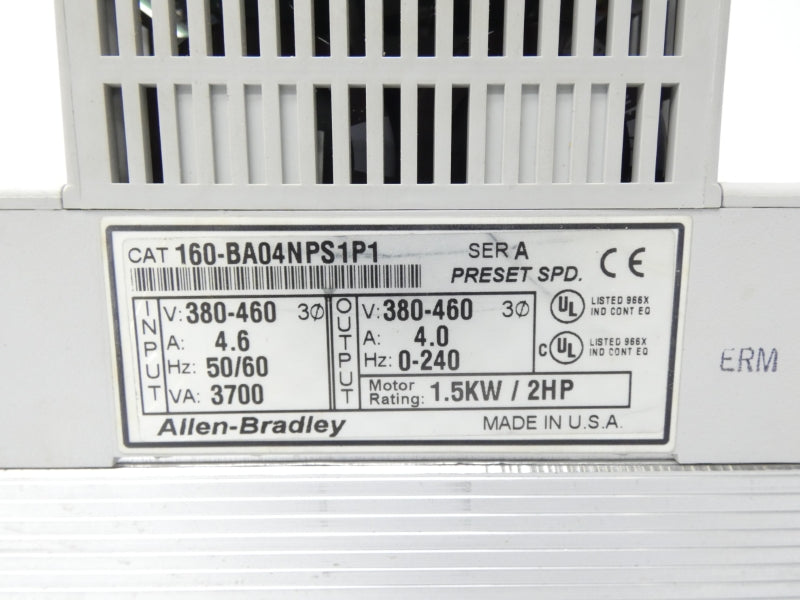 CAT 160-BA04NPS1P1 SER A
PRESET SPD. CE
INPUT
V: 380-460 3Ø
A: 4.6
Hz: 50/60
VA: 3700
OUTPUT
V: 380-460 3Ø
A: 4.0
Hz: 0-240
Motor Rating: 1.5KW / 2HP
UL LISTED 966X
IND CONT EQ
C UL LISTED 966X
IND CONT EQ
Allen-Bradley MADE IN U.S.A.
ERM